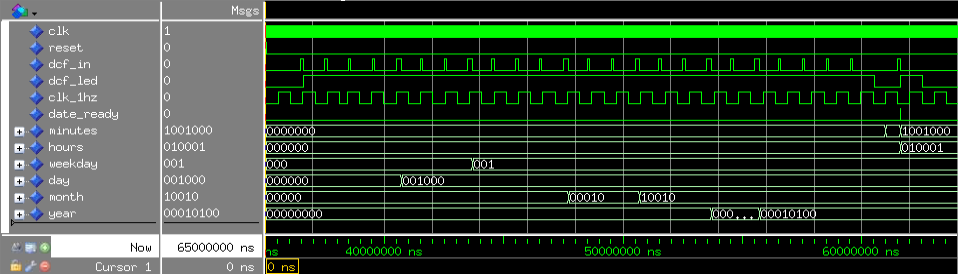 Msgs
clk 1
reset 0
dcf_in 0
dcf_led 0
clk_1hz 0
date_ready 0
minutes 1001000 0000000 1001000
hours 010001 000000 010001
weekday 001 000 001
day 001000 000000 001000
month 10010 00000 00010 10010
year 00010100 00000000 000... 00010100
Now 65000000 ns ns 40000000 ns 50000000 ns 60000000 ns
Cursor 1 0 ns 0 ns